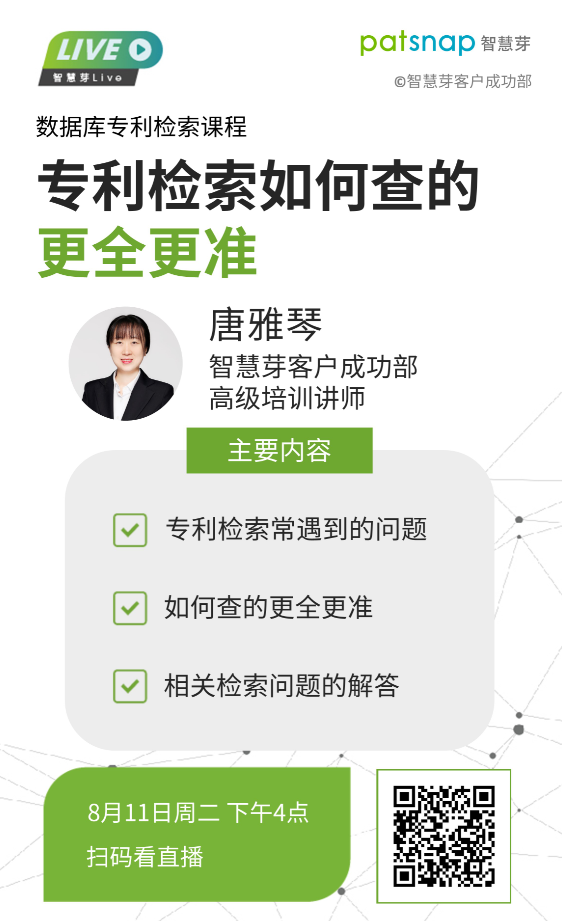 LIVE
智慧芽Live
patsnap 智慧芽
©智慧芽客户成功部
数据库专利检索课程
专利检索如何查的
更全更准
唐雅琴
智慧芽客户成功部
高级培训讲师
主要内容
专利检索常遇到的问题
如何查的更全更准
相关检索问题的解答
8月11日周二 下午4点
扫码看直播